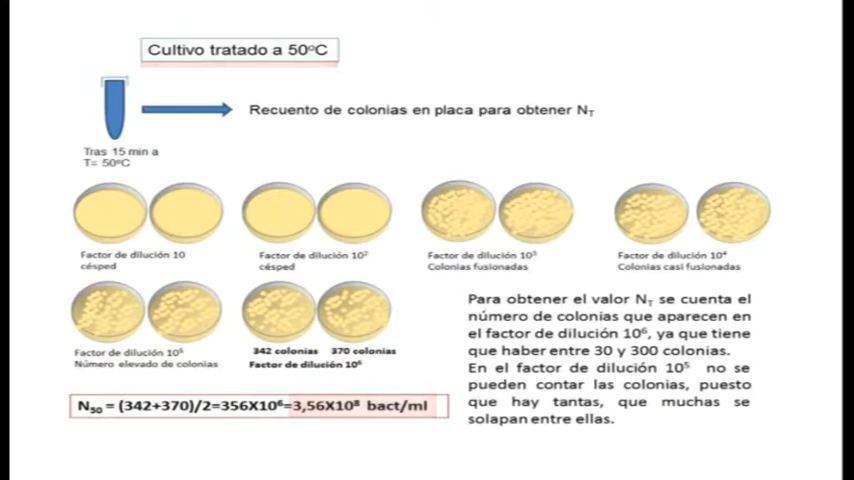 Cultivo tratado a 50ºC
Recuento de colonias en placa para obtener N_T
Tras 15 min a
T= 50ºC
Factor de dilución 10
césped
Factor de dilución 10²
césped
Factor de dilución 10³
Colonias fusionadas
Factor de dilución 10⁴
Colonias casi fusionadas
Factor de dilución 10⁵
Número elevado de colonias
342 colonias 370 colonias
Factor de dilución 10⁶
Para obtener el valor N_T se cuenta el
número de colonias que aparecen en
el factor de dilución 10⁶, ya que tiene
que haber entre 30 y 300 colonias.
En el factor de dilución 10⁵ no se
pueden contar las colonias, puesto
que hay tantas, que muchas se
solapan entre ellas.
N₅₀ = (342+370)/2=356X10⁶=3,56X10⁸ bact/ml